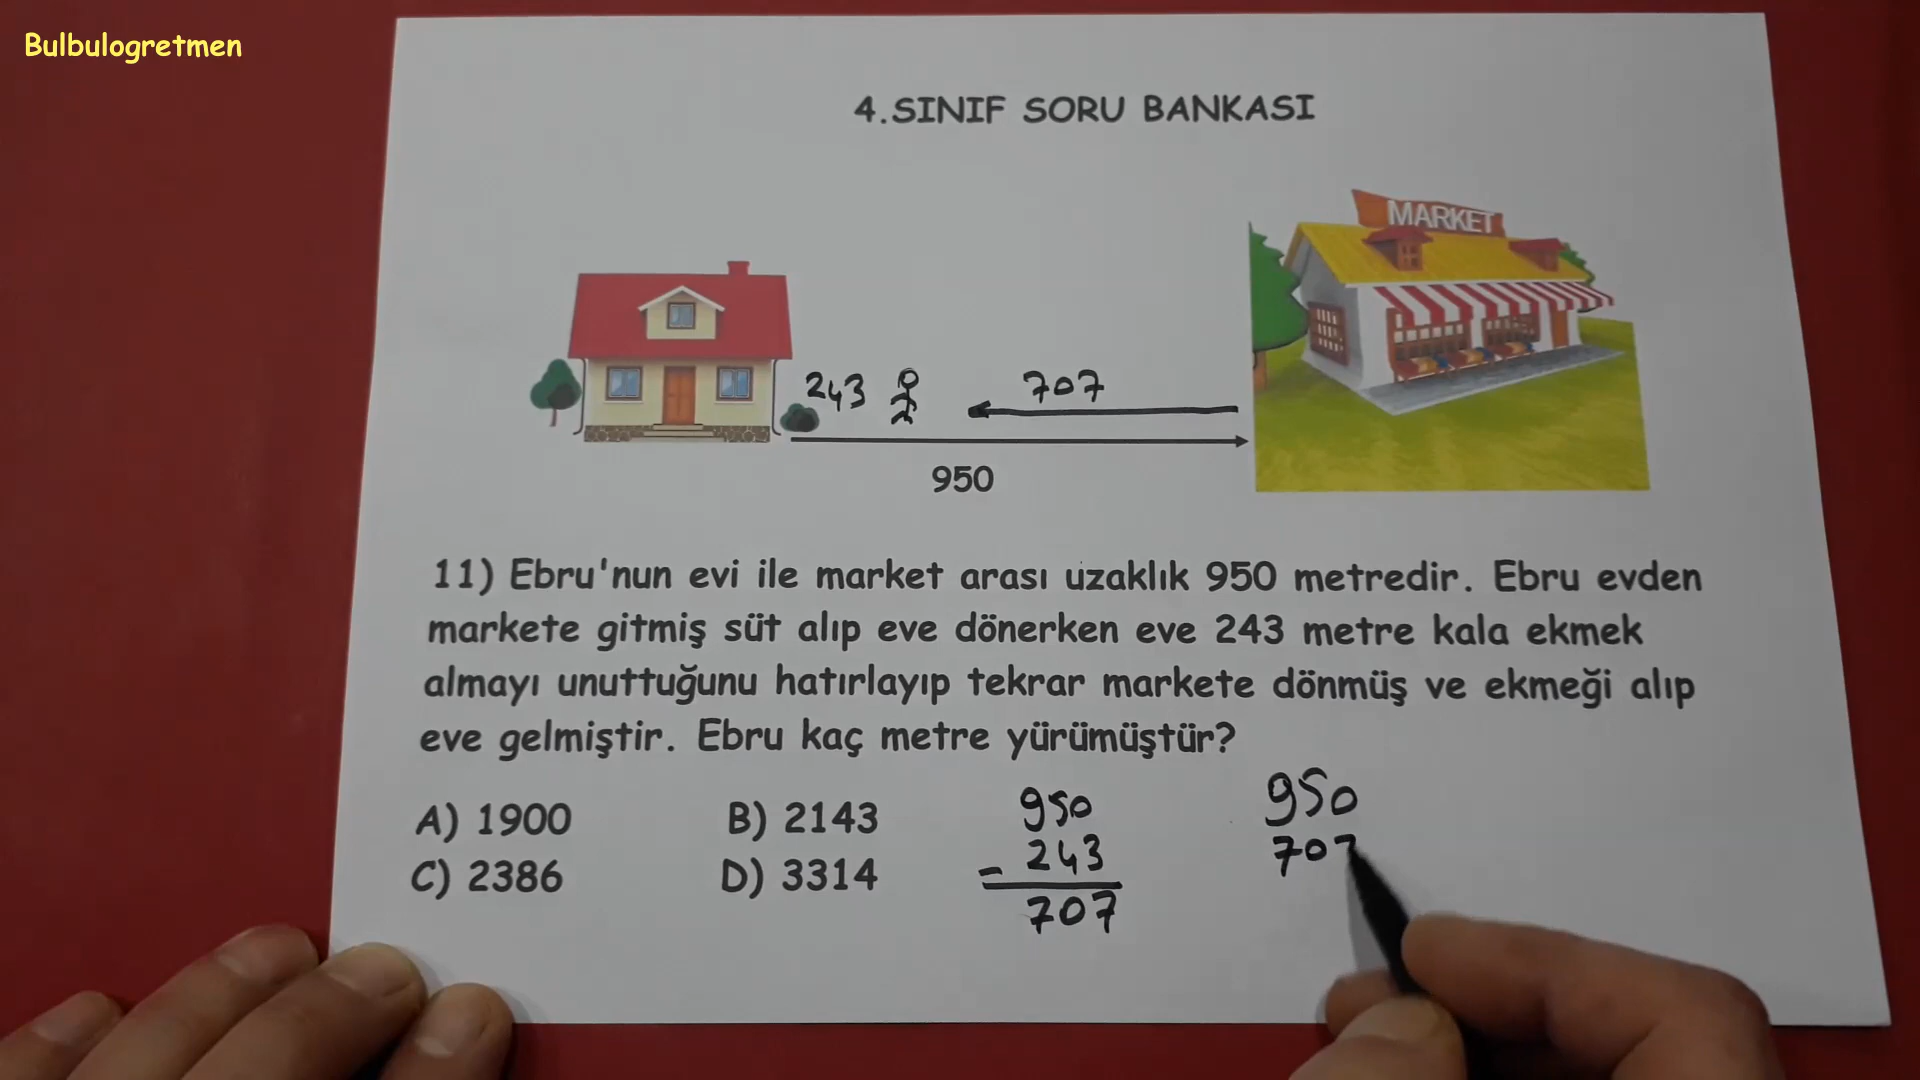 Bulbulogretmen
4.SINIF SORU BANKASI
MARKET
243
707
950
11) Ebru'nun evi ile market arası uzaklık 950 metredir. Ebru evden
markete gitmiş süt alıp eve dönerken eve 243 metre kala ekmek
almayı unuttuğunu hatırlayıp tekrar markete dönmüş ve ekmeği alıp
eve gelmiştir. Ebru kaç metre yürümüştür?
A) 1900 B) 2143
C) 2386 D) 3314
950
- 243
707
950
707